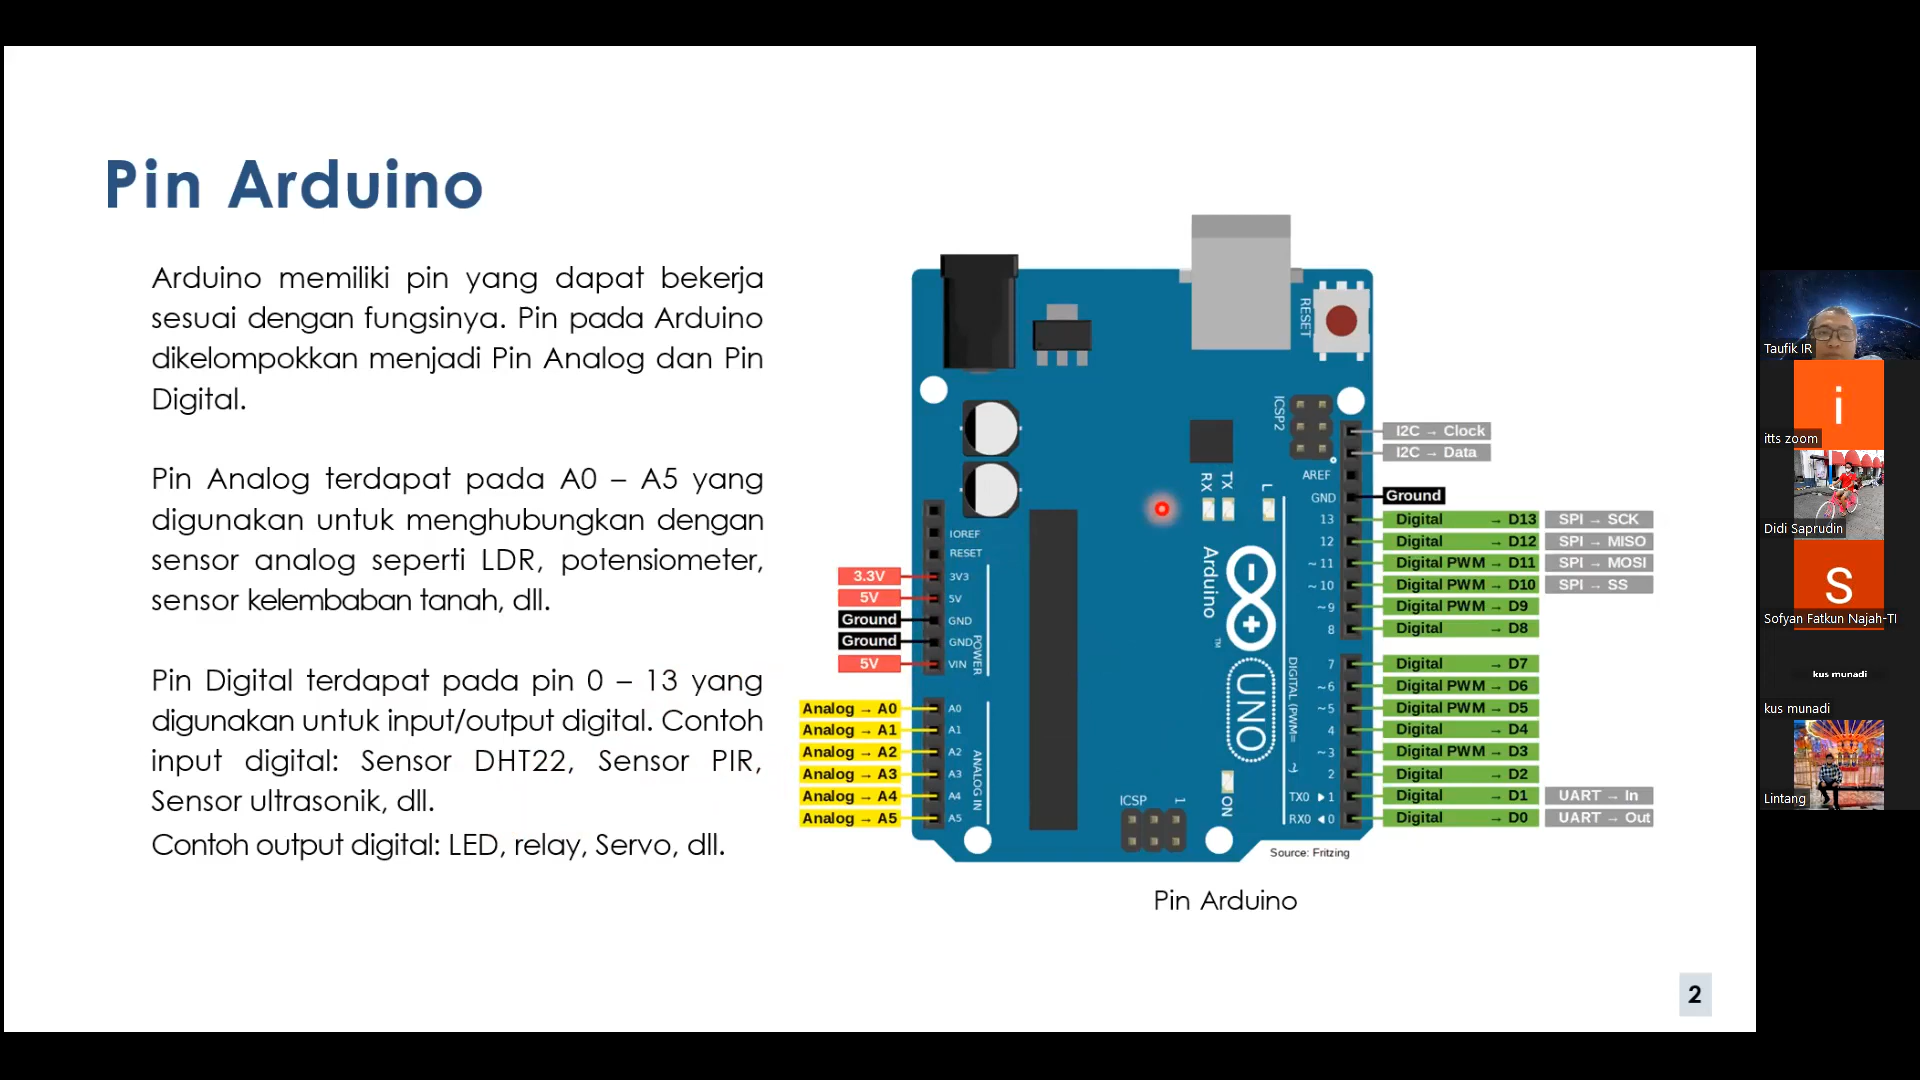 Pin Arduino
Arduino memiliki pin yang dapat bekerja
sesuai dengan fungsinya. Pin pada Arduino
dikelompokkan menjadi Pin Analog dan Pin
Digital.
Pin Analog terdapat pada A0 – A5 yang
digunakan untuk menghubungkan dengan
sensor analog seperti LDR, potensiometer,
sensor kelembaban tanah, dll.
Pin Digital terdapat pada pin 0 – 13 yang
digunakan untuk input/output digital. Contoh
input digital: Sensor DHT22, Sensor PIR,
Sensor ultrasonik, dll.
Contoh output digital: LED, relay, Servo, dll.
3.3V
5V
Ground
Ground
5V
Analog → A0
Analog → A1
Analog → A2
Analog → A3
Analog → A4
Analog → A5
IOREF
RESET
3V3
5V
GND
GND
VIN
POWER
A0
A1
A2
A3
A4
A5
ANALOG IN
RESET
ICSP2
TX
RX
L
Arduino
TM
UNO
ON
ICSP
1
DIGITAL (PWM= ~)
AREF
GND
13
12
~11
~10
~9
8
7
~6
~5
4
~3
2
TX0 ▶ 1
RX0 ◀ 0
I2C → Clock
I2C → Data
Ground
Digital → D13 SPI → SCK
Digital → D12 SPI → MISO
Digital PWM → D11 SPI → MOSI
Digital PWM → D10 SPI → SS
Digital PWM → D9
Digital → D8
Digital → D7
Digital PWM → D6
Digital PWM → D5
Digital → D4
Digital PWM → D3
Digital → D2
Digital → D1 UART → In
Digital → D0 UART → Out
Source: Fritzing
Pin Arduino
2
Taufik IR
i
itts zoom
Didi Saprudin
S
Sofyan Fatkun Najah-TI
kus munadi
kus munadi
Lintang